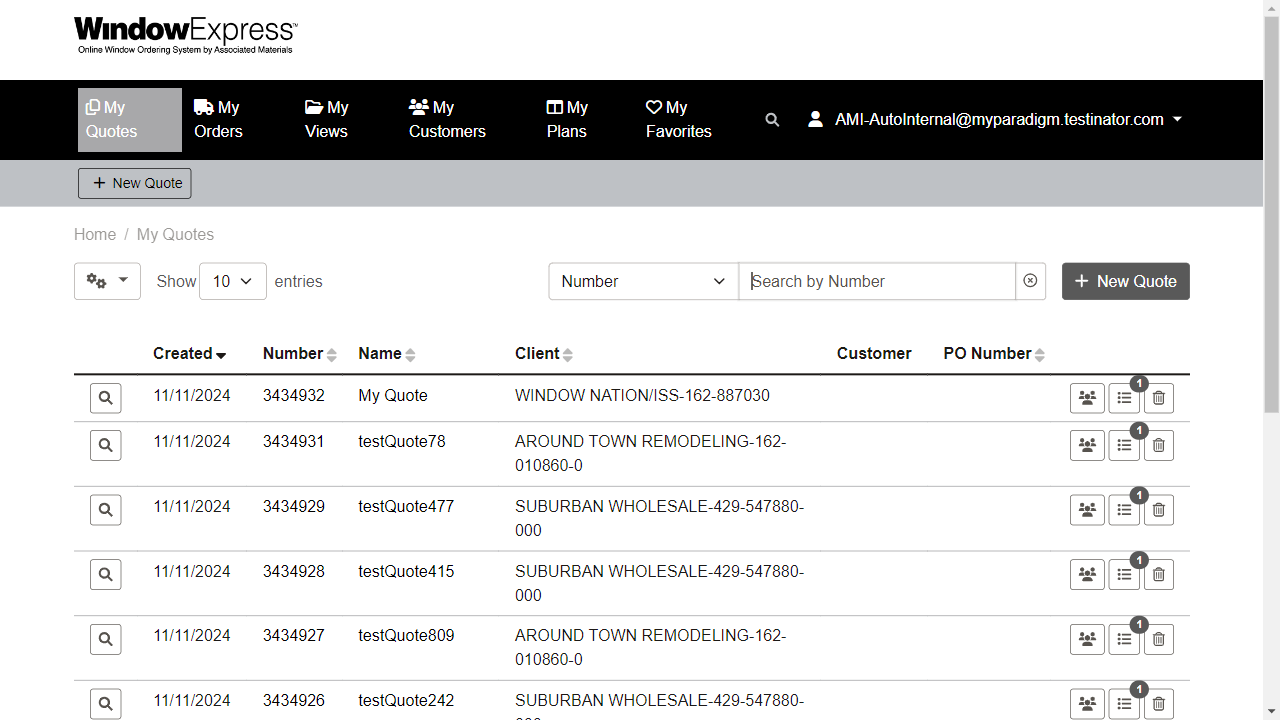 WindowExpress™
Online Window Ordering System by Associated Materials
My Quotes
My Orders
My Views
My Customers
My Plans
My Favorites
AMI-AutoInternal@myparadigm.testinator.com
New Quote
Home / My Quotes
Show 10 entries
Number
Search by Number
New Quote
Created Number Name Client Customer PO Number
11/11/2024 3434932 My Quote WINDOW NATION/ISS-162-887030 1
11/11/2024 3434931 testQuote78 AROUND TOWN REMODELING-162- 1
010860-0
11/11/2024 3434929 testQuote477 SUBURBAN WHOLESALE-429-547880- 1
000
11/11/2024 3434928 testQuote415 SUBURBAN WHOLESALE-429-547880- 1
000
11/11/2024 3434927 testQuote809 AROUND TOWN REMODELING-162- 1
010860-0
11/11/2024 3434926 testQuote242 SUBURBAN WHOLESALE-429-547880- 1